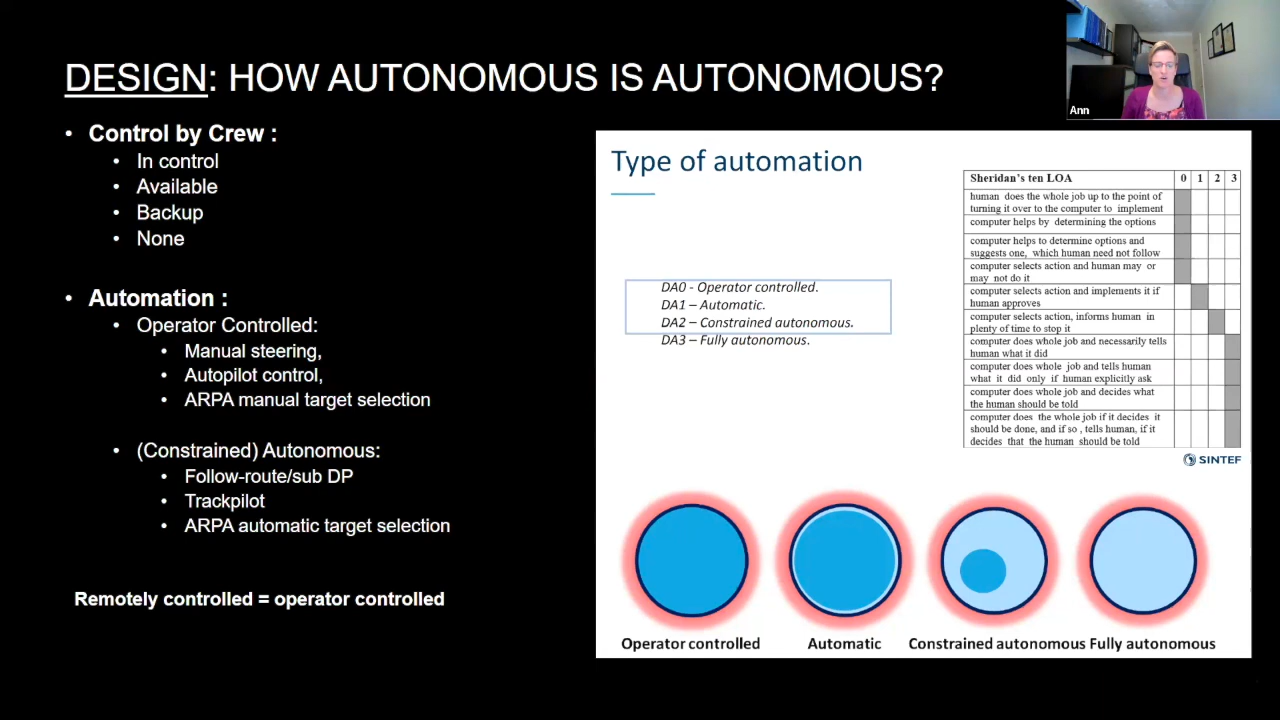 DESIGN: HOW AUTONOMOUS IS AUTONOMOUS?
Ann
• Control by Crew :
• In control
• Available
• Backup
• None
• Automation :
• Operator Controlled:
• Manual steering,
• Autopilot control,
• ARPA manual target selection
• (Constrained) Autonomous:
• Follow-route/sub DP
• Trackpilot
• ARPA automatic target selection
Remotely controlled = operator controlled
Type of automation
DA0 - Operator controlled.
DA1 – Automatic.
DA2 – Constrained autonomous.
DA3 – Fully autonomous.
Sheridan's ten LOA 0 1 2 3
human does the whole job up to the point of
turning it over to the computer to implement
computer helps by determining the options
computer helps to determine options and
suggests one, which human need not follow
computer selects action and human may or
may not do it
computer selects action and implements it if
human approves
computer selects action, informs human in
plenty of time to stop it
computer does whole job and necessarily tells
human what it did
computer does whole job and tells human
what it did only if human explicitly ask
computer does whole job and decides what
the human should be told
computer does the whole job if it decides it
should be done, and if so , tells human, if it
decides that the human should be told
SINTEF
Operator controlled
Automatic
Constrained autonomous
Fully autonomous